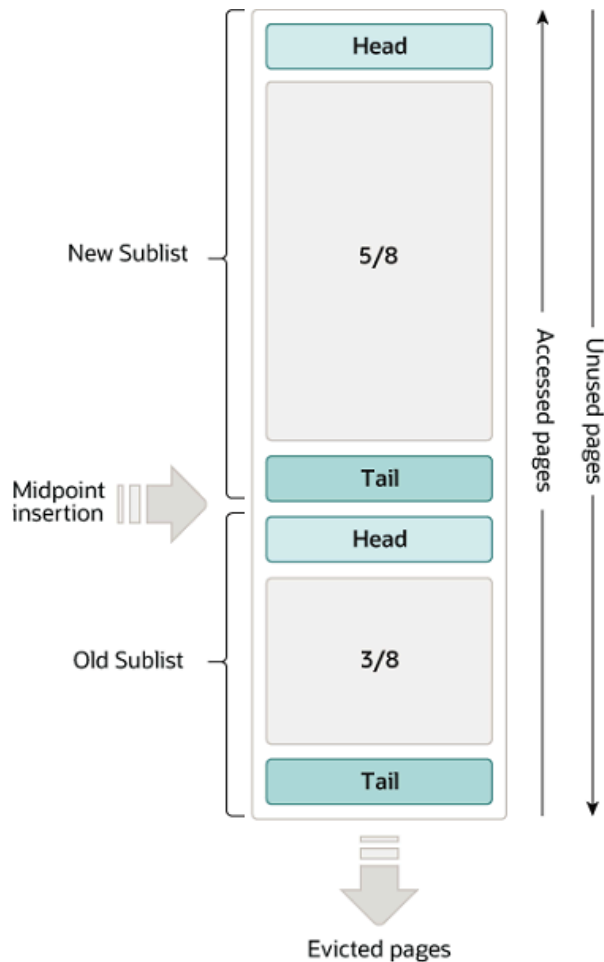 Head
New Sublist
5/8
Accessed pages
Unused pages
Tail
Midpoint
insertion
Head
Old Sublist
3/8
Tail
Evicted pages